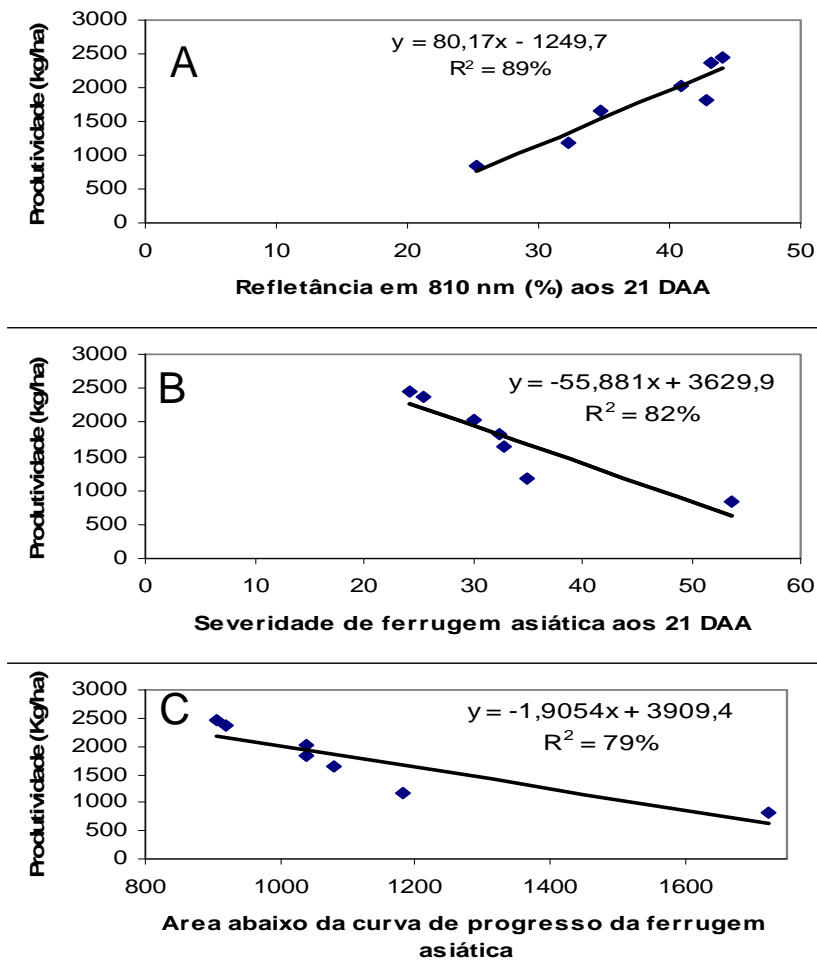 Produtividade (kg/ha)
A
y = 80,17x - 1249,7
R² = 89%
3000
2500
2000
1500
1000
500
0
0 10 20 30 40 50
Refletância em 810 nm (%) aos 21 DAA
Produtividade (kg/ha)
B
y = -55,881x + 3629,9
R² = 82%
3000
2500
2000
1500
1000
500
0
0 10 20 30 40 50 60
Severidade de ferrugem asiática aos 21 DAA
Produtividade (Kg/ha)
C
y = -1,9054x + 3909,4
R² = 79%
3000
2500
2000
1500
1000
500
0
800 1000 1200 1400 1600
Area abaixo da curva de progresso da ferrugem
asiática